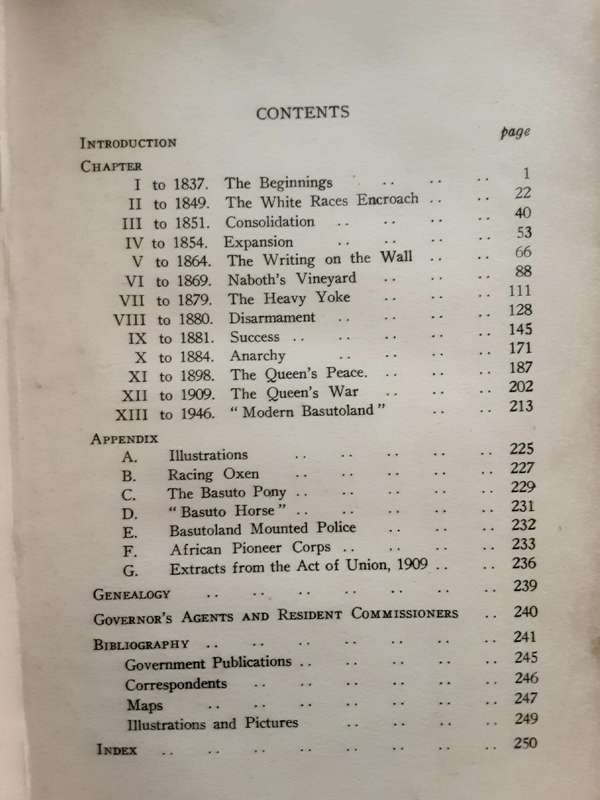 CONTENTS
page
INTRODUCTION
CHAPTER
I to 1837. The Beginnings .. .. .. 1
II to 1849. The White Races Encroach .. .. 22
III to 1851. Consolidation .. .. .. 40
IV to 1854. Expansion .. .. .. 53
V to 1864. The Writing on the Wall .. .. 66
VI to 1869. Naboth's Vineyard .. .. .. 88
VII to 1879. The Heavy Yoke .. .. .. 111
VIII to 1880. Disarmament .. .. .. 128
IX to 1881. Success .. .. .. .. 145
X to 1884. Anarchy .. .. .. 171
XI to 1898. The Queen's Peace. .. .. .. 187
XII to 1909. The Queen's War .. .. .. 202
XIII to 1946. "Modern Basutoland" .. .. 213
APPENDIX
A. Illustrations .. .. .. .. 225
B. Racing Oxen .. .. .. .. 227
C. The Basuto Pony .. .. .. .. 229
D. "Basuto Horse" .. .. .. .. 231
E. Basutoland Mounted Police .. .. .. 232
F. African Pioneer Corps .. .. .. .. 233
G. Extracts from the Act of Union, 1909 .. .. 236
GENEALOGY .. .. .. .. .. .. .. 239
GOVERNOR'S AGENTS AND RESIDENT COMMISSIONERS .. 240
BIBLIOGRAPHY .. .. .. .. .. .. .. 241
Government Publications .. .. .. .. .. 245
Correspondents .. .. .. .. .. .. 246
Maps .. .. .. .. .. .. .. 247
Illustrations and Pictures .. .. .. .. 249
INDEX .. .. .. .. .. .. .. .. 250